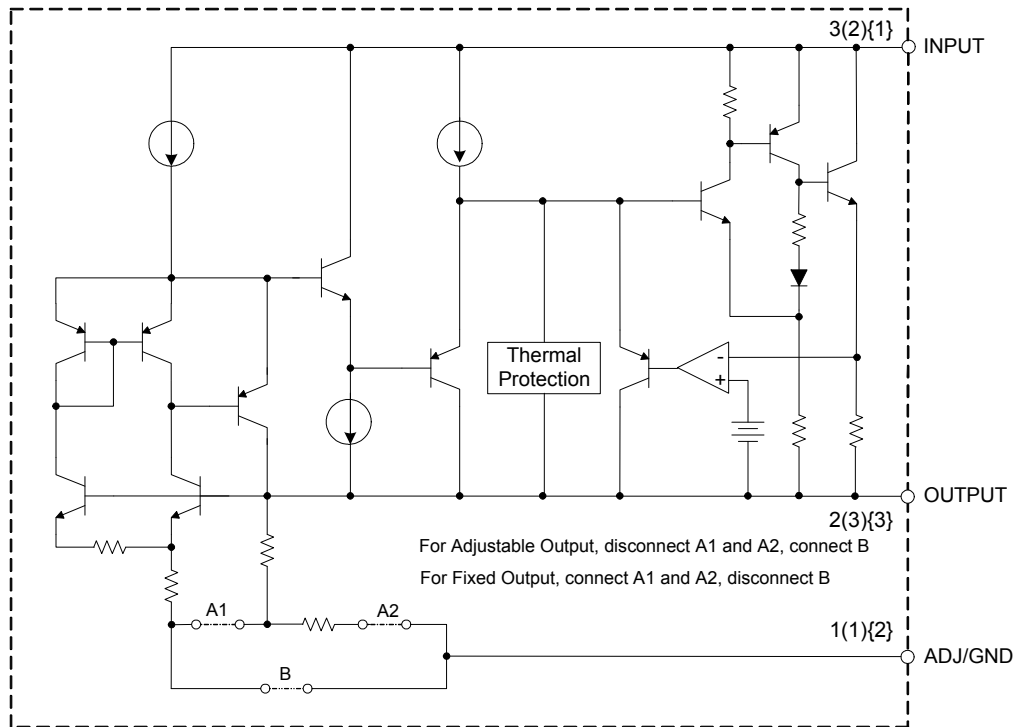 3(2){1}
INPUT
Thermal
Protection
-
+
OUTPUT
2(3){3}
For Adjustable Output, disconnect A1 and A2, connect B
For Fixed Output, connect A1 and A2, disconnect B
A1
A2
1(1){2}
ADJ/GND
B